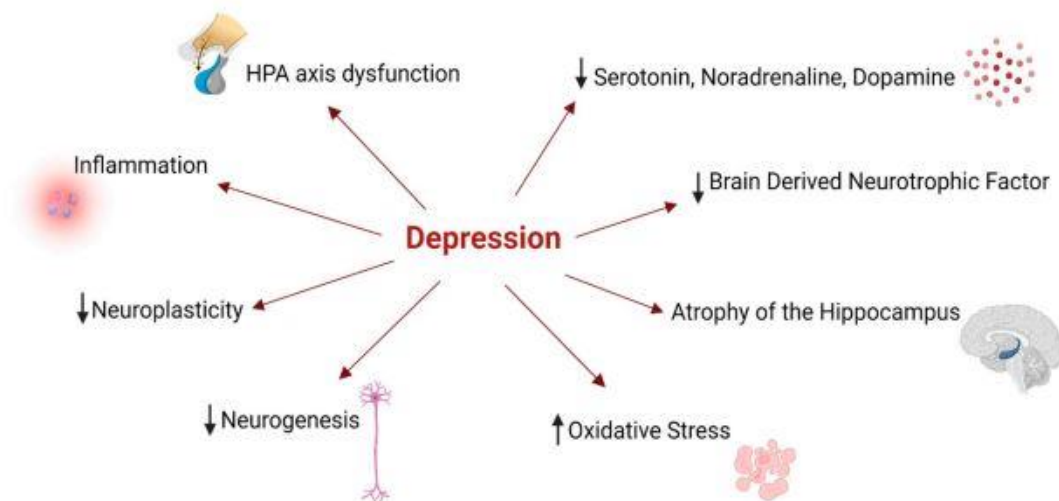 HPA axis dysfunction
↓ Serotonin, Noradrenaline, Dopamine
Inflammation
↓ Brain Derived Neurotrophic Factor
Depression
↓ Neuroplasticity
Atrophy of the Hippocampus
↓ Neurogenesis
↑ Oxidative Stress